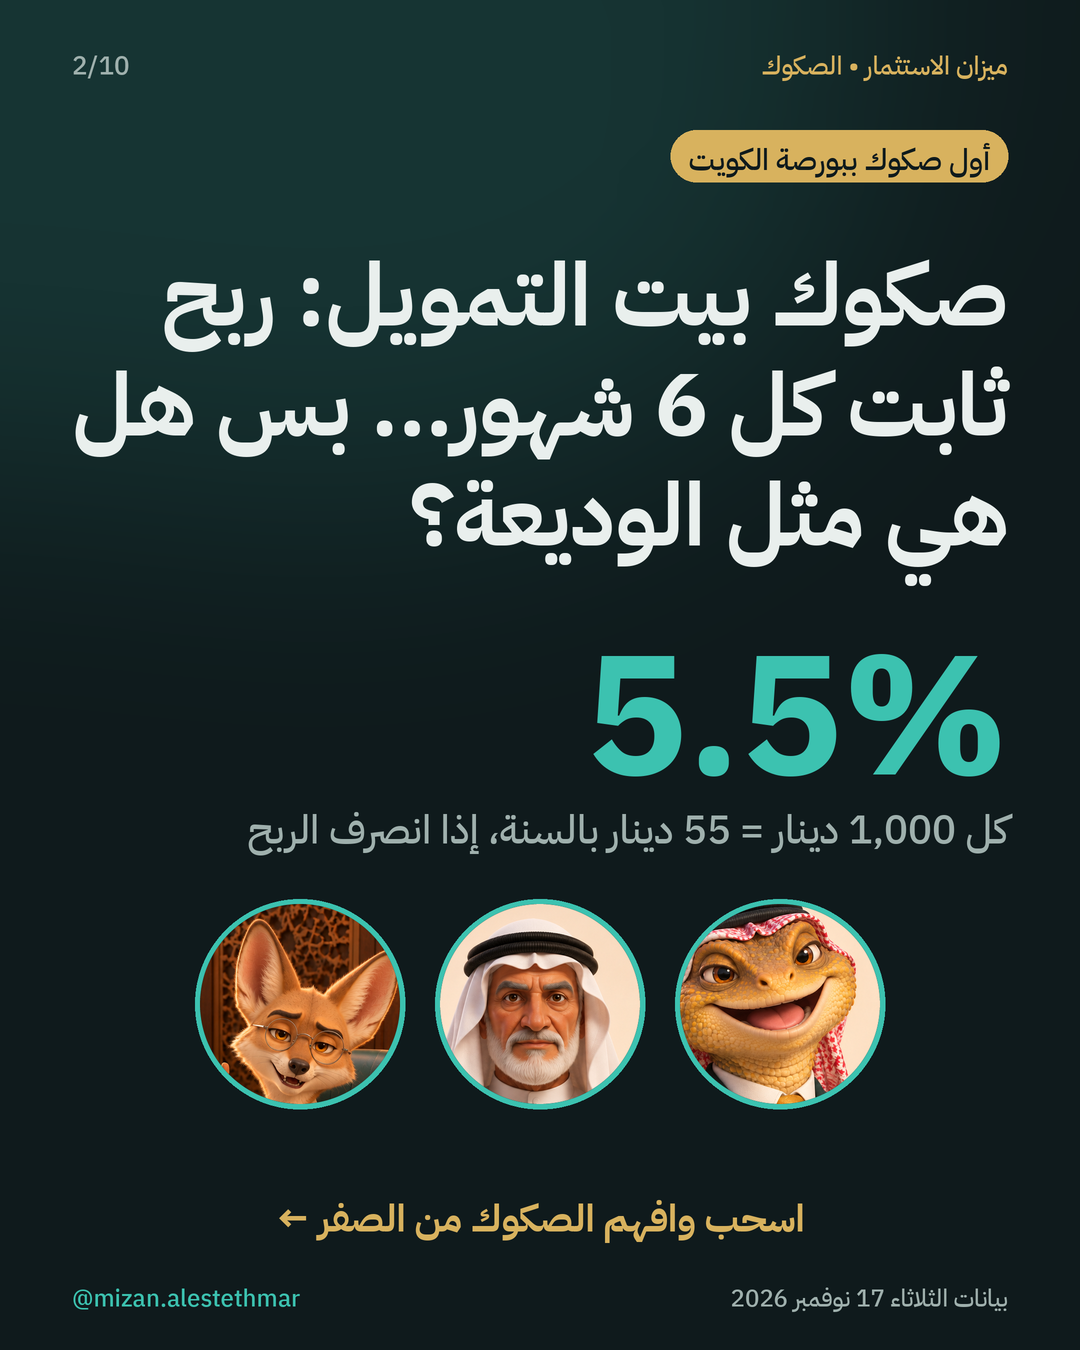 ميزان الاستثمار • الصكوك
2/10
أول صكوك ببورصة الكويت
صكوك بيت التمويل: ربح
ثابت كل 6 شهور... بس هل
هي مثل الوديعة؟
5.5%
كل 1,000 دينار = 55 دينار بالسنة، إذا انصرف الربح
اسحب وافهم الصكوك من الصفر ←
بيانات الثلاثاء 17 نوفمبر 2026
@mizan.alestethmar